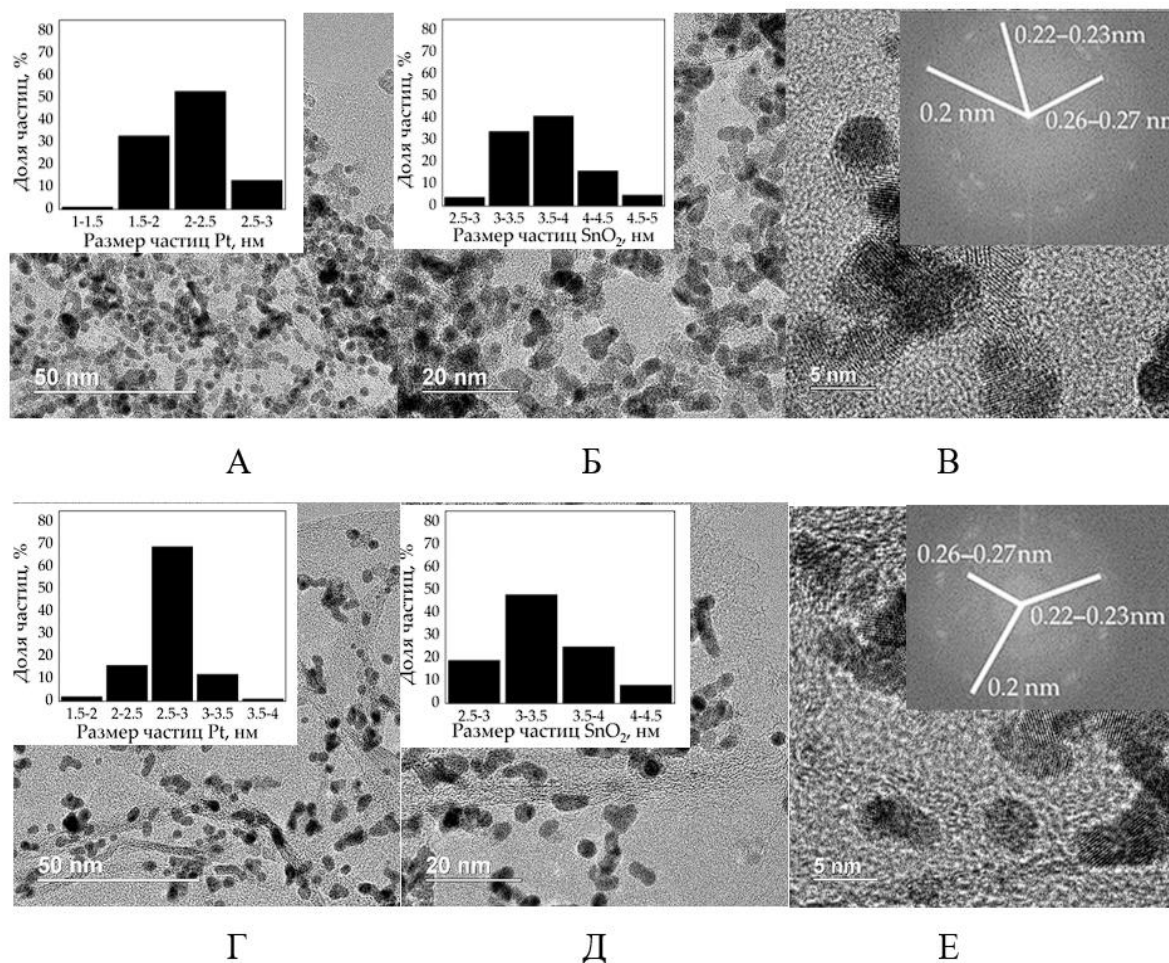 80
70
60
50
40
30
20
10
0
Доля частиц, %
1-1.5 1.5-2 2-2.5 2.5-3
Размер частиц Pt, нм
50 nm
80
70
60
50
40
30
20
10
0
Доля частиц, %
2.5-3 3-3.5 3.5-4 4-4.5 4.5-5
Размер частиц SnO₂, нм
20 nm
0.22–0.23nm
0.2 nm
0.26–0.27 nm
5 nm
А Б В
80
70
60
50
40
30
20
10
0
Доля частиц, %
1.5-2 2-2.5 2.5-3 3-3.5 3.5-4
Размер частиц Pt, нм
50 nm
80
70
60
50
40
30
20
10
0
Доля частиц, %
2.5-3 3-3.5 3.5-4 4-4.5
Размер частиц SnO₂, нм
20 nm
0.26–0.27nm
0.22–0.23nm
0.2 nm
5 nm
Г Д Е